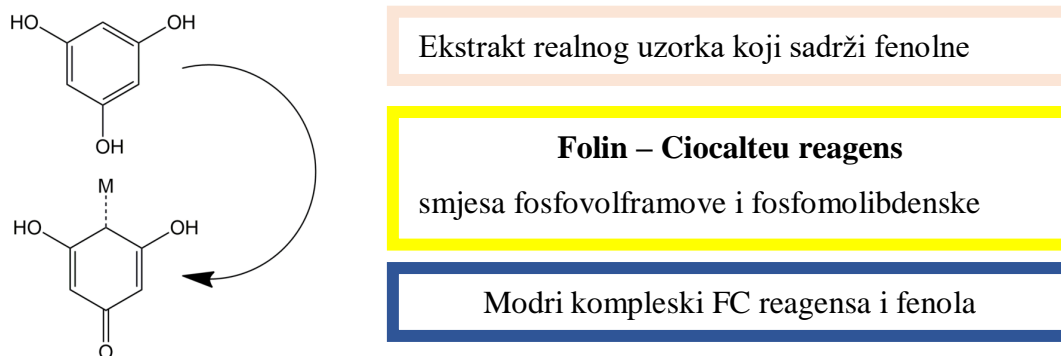 HO
OH
OH
M
HO
OH
O
Ekstrakt realnog uzorka koji sadrži fenolne
Folin – Ciocalteu reagens
smjesa fosfovolframove i fosfomolibdenske
Modri kompleski FC reagensa i fenola